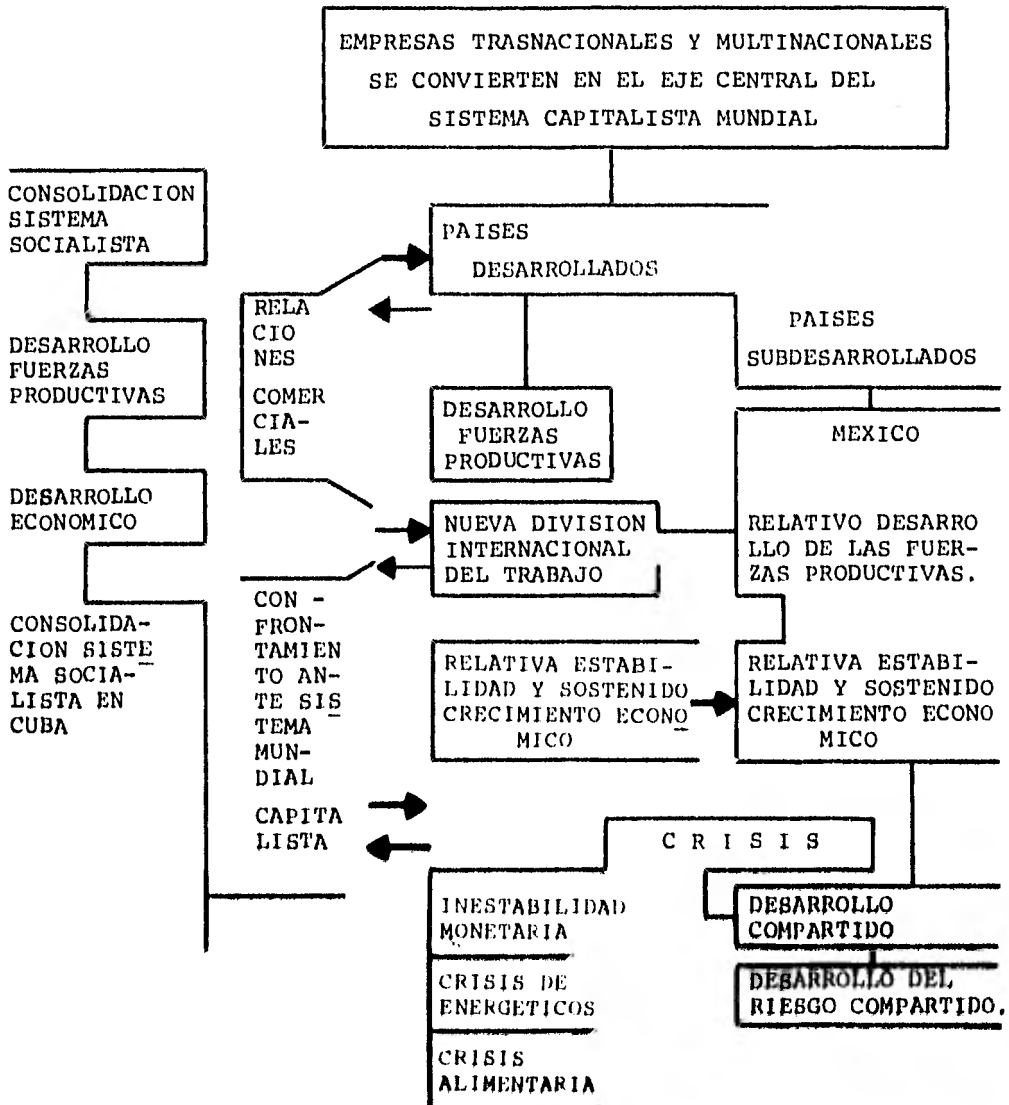 EMPRESAS TRASNACIONALES Y MULTINACIONALES
SE CONVIERTEN EN EL EJE CENTRAL DEL
SISTEMA CAPITALISTA MUNDIAL
CONSOLIDACION
SISTEMA
SOCIALISTA
DESARROLLO
FUERZAS
PRODUCTIVAS
DESARROLLO
ECONOMICO
CONSOLIDA-
CION SISTE
MA SOCIA-
LISTA EN
CUBA
RELA
CIO
NES
COMER
CIA-
LES
CON -
FRON-
TAMIEN
TO AN-
TE SIS
TEMA
MUN-
DIAL
CAPITA
LISTA
PAISES
DESARROLLADOS
DESARROLLO
FUERZAS
PRODUCTIVAS
NUEVA DIVISION
INTERNACIONAL
DEL TRABAJO
RELATIVA ESTABI-
LIDAD Y SOSTENIDO
CRECIMIENTO ECONO
MICO
PAISES
SUBDESARROLLADOS
MEXICO
RELATIVO DESARRO
LLO DE LAS FUER-
ZAS PRODUCTIVAS.
RELATIVA ESTABI-
LIDAD Y SOSTENIDO
CRECIMIENTO ECONO
MICO
C R I S I S
INESTABILIDAD
MONETARIA
CRISIS DE
ENERGETICOS
CRISIS
ALIMENTARIA
DESARROLLO
COMPARTIDO
DESARROLLO DEL
RIESGO COMPARTIDO.